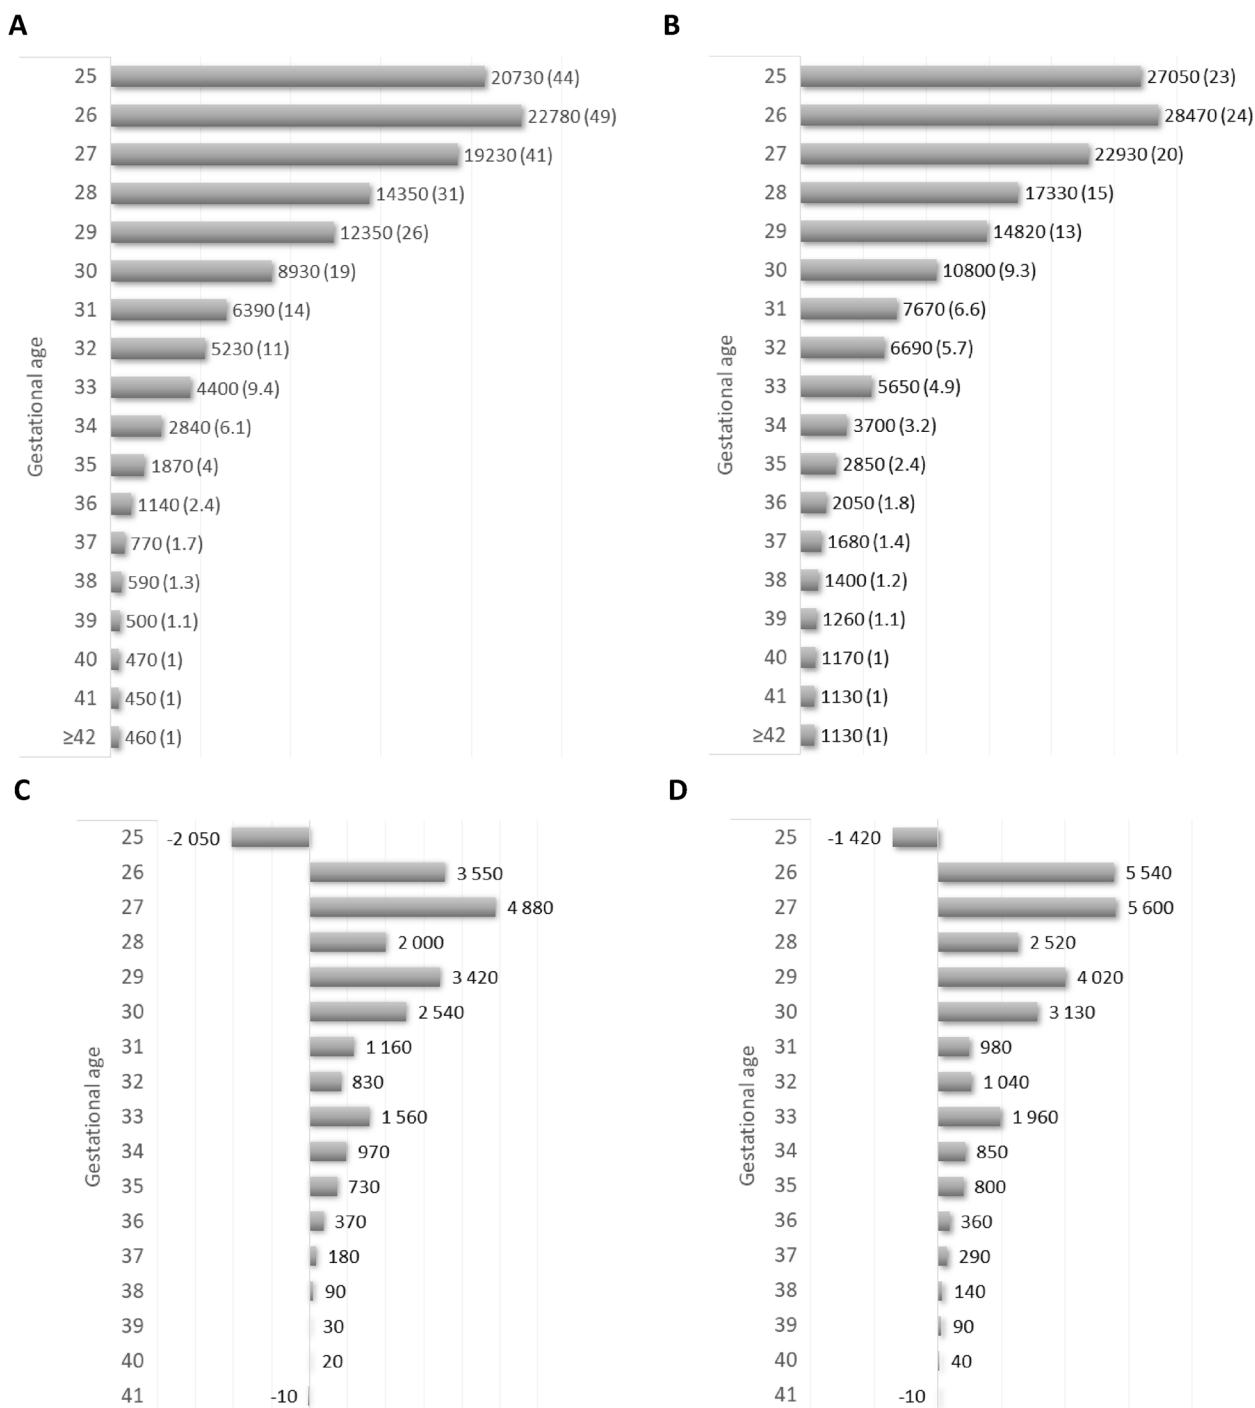 A
Gestational age
25 20730 (44)
26 22780 (49)
27 19230 (41)
28 14350 (31)
29 12350 (26)
30 8930 (19)
31 6390 (14)
32 5230 (11)
33 4400 (9.4)
34 2840 (6.1)
35 1870 (4)
36 1140 (2.4)
37 770 (1.7)
38 590 (1.3)
39 500 (1.1)
40 470 (1)
41 450 (1)
≥42 460 (1)
B
Gestational age
25 27050 (23)
26 28470 (24)
27 22930 (20)
28 17330 (15)
29 14820 (13)
30 10800 (9.3)
31 7670 (6.6)
32 6690 (5.7)
33 5650 (4.9)
34 3700 (3.2)
35 2850 (2.4)
36 2050 (1.8)
37 1680 (1.4)
38 1400 (1.2)
39 1260 (1.1)
40 1170 (1)
41 1130 (1)
≥42 1130 (1)
C
Gestational age
25 -2 050
26 3 550
27 4 880
28 2 000
29 3 420
30 2 540
31 1 160
32 830
33 1 560
34 970
35 730
36 370
37 180
38 90
39 30
40 20
41 -10
D
Gestational age
25 -1 420
26 5 540
27 5 600
28 2 520
29 4 020
30 3 130
31 980
32 1 040
33 1 960
34 850
35 800
36 360
37 290
38 140
39 90
40 40
41 -10